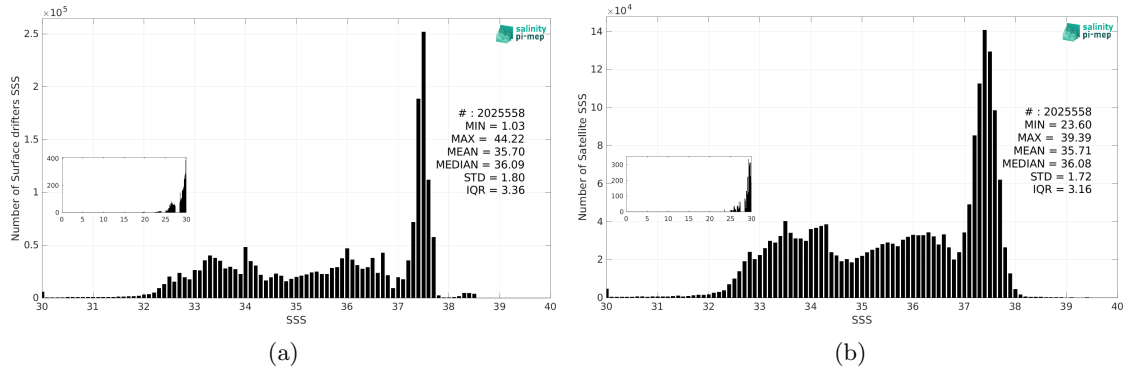 ×10⁵
2.5
2
1.5
1
0.5
0
30
31
32
33
34
35
36
37
38
39
40
SSS
Number of Surface drifters SSS
salinity
pi-mep
# : 2025558
MIN = 1.03
MAX = 44.22
MEAN = 35.70
MEDIAN = 36.09
STD = 1.80
IQR = 3.36
400
200
0
0 5 10 15 20 25 30
(a)
×10⁴
14
12
10
8
6
4
2
0
30
31
32
33
34
35
36
37
38
39
40
SSS
Number of Satellite SSS
salinity
pi-mep
# : 2025558
MIN = 23.60
MAX = 39.39
MEAN = 35.71
MEDIAN = 36.08
STD = 1.72
IQR = 3.16
300
200
100
0
0 5 10 15 20 25 30
(b)